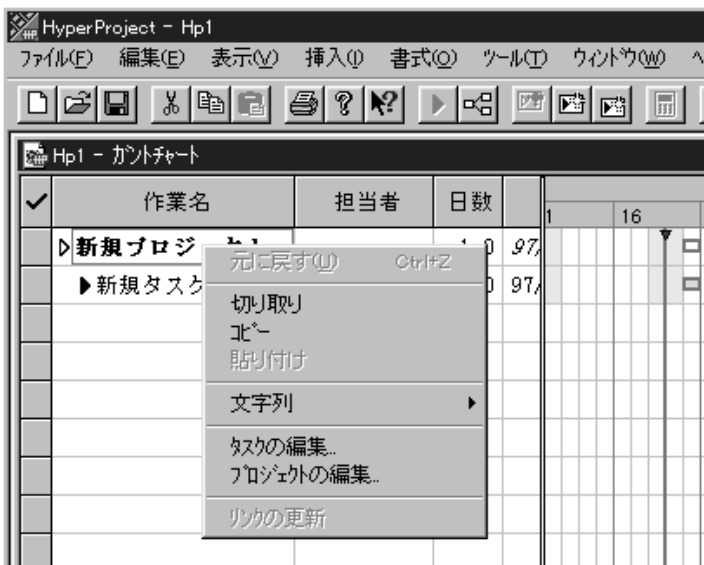 HyperProject - Hp1
ﾌｧｲﾙ(F) 編集(E) 表示(V) 挿入(I) 書式(O) ﾂｰﾙ(T) ｳｨﾝﾄﾞｳ(W)
Hp1 - ｶﾞﾝﾄﾁｬｰﾄ
作業名 担当者 日数
1 16
新規プロジ 97/
新規タスク 97/
元に戻す(U) Ctrl+Z
切り取り
ｺﾋﾟｰ
貼り付け
文字列
ﾀｽｸの編集...
ﾌﾟﾛｼﾞｪｸﾄの編集...
ﾘﾝｸの更新